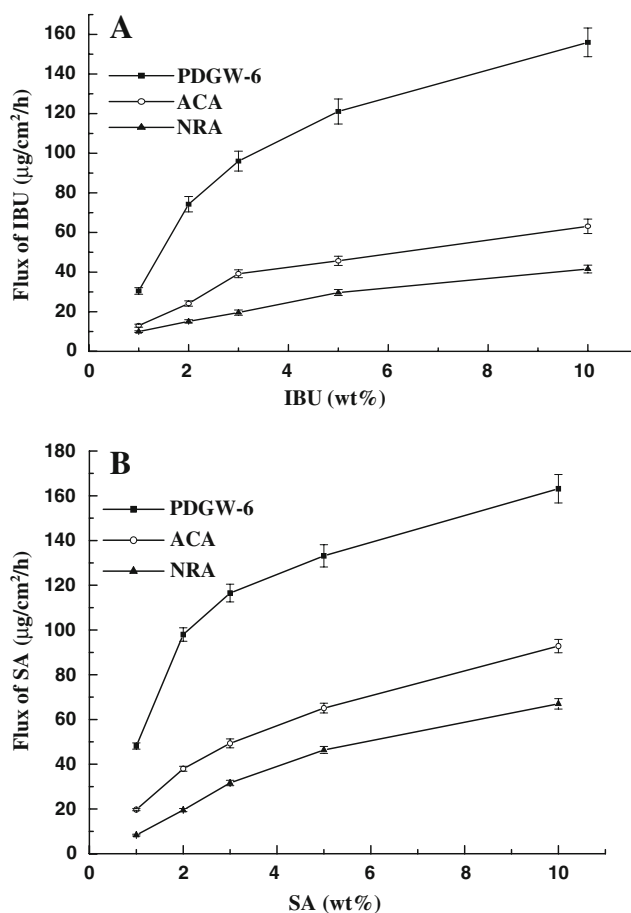 A
PDGW-6
ACA
NRA
160
140
120
100
80
60
40
20
0
Flux of IBU (µg/cm²/h)
0 2 4 6 8 10
IBU (wt%)
B
PDGW-6
ACA
NRA
180
160
140
120
100
80
60
40
20
0
Flux of SA (µg/cm²/h)
0 2 4 6 8 10
SA (wt%)